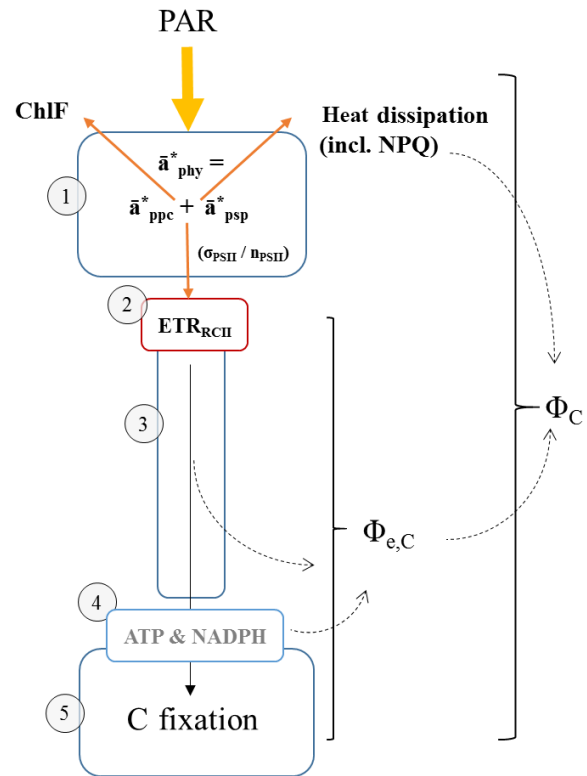 PAR
ChlF
Heat dissipation
(incl. NPQ)
1
ā*phy =
ā*ppc + ā*psp
(σPSII / nPSII)
2
ETRRCII
3
ΦC
Φe,C
4
ATP & NADPH
5
C fixation